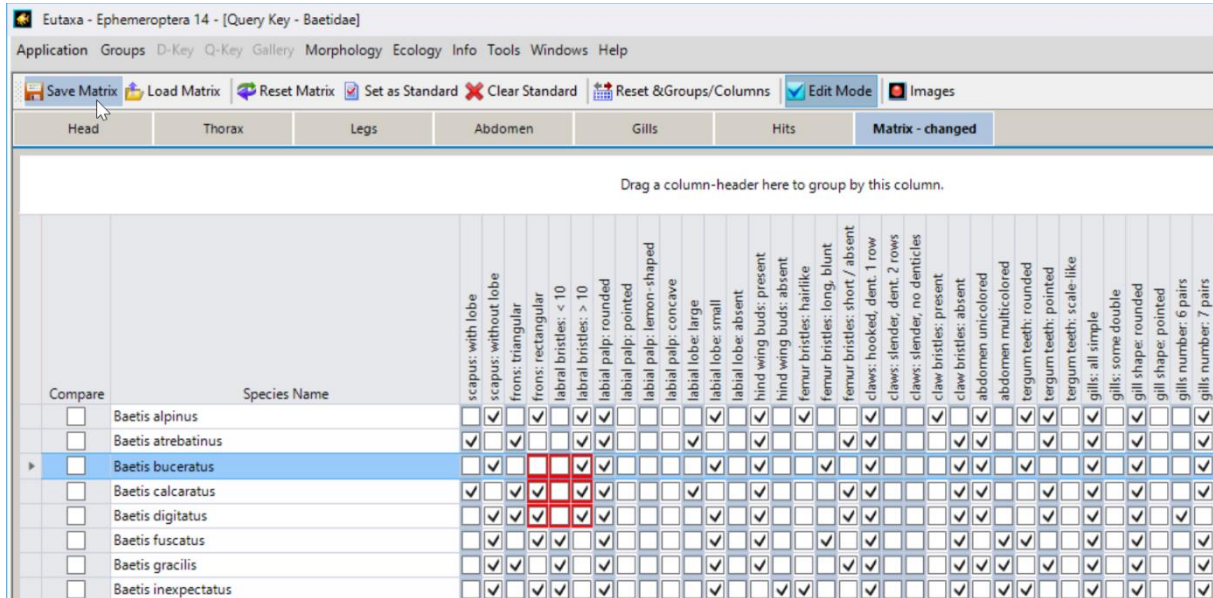 Eutaxa - Ephemeroptera 14 - [Query Key - Baetidae]
Application Groups D-Key Q-Key Gallery Morphology Ecology Info Tools Windows Help
Save Matrix Load Matrix Reset Matrix Set as Standard Clear Standard Reset &Groups/Columns Edit Mode Images
Head Thorax Legs Abdomen Gills Hits Matrix - changed
Drag a column-header here to group by this column.
Compare
Species Name
scapus: with lobe
scapus: without lobe
frons: triangular
frons: rectangular
labral bristles: < 10
labral bristles: > 10
labial palp: rounded
labial palp: pointed
labial palp: lemon-shaped
labial palp: concave
labial lobe: large
labial lobe: small
labial lobe: absent
hind wing buds: present
hind wing buds: absent
femur bristles: hairlike
femur bristles: long, blunt
femur bristles: short / absent
claws: hooked, dent. 1 row
claws: slender, dent. 2 rows
claws: slender, no denticles
claw bristles: present
claw bristles: absent
abdomen unicolored
abdomen multicolored
tergum teeth: rounded
tergum teeth: pointed
tergum teeth: scale-like
gills: all simple
gills: some double
gill shape: rounded
gill shape: pointed
gills number: 6 pairs
gills number: 7 pairs
Baetis alpinus
Baetis atrebatinus
Baetis buceratus
Baetis calcaratus
Baetis digitatus
Baetis fuscatus
Baetis gracilis
Baetis inexpectatus